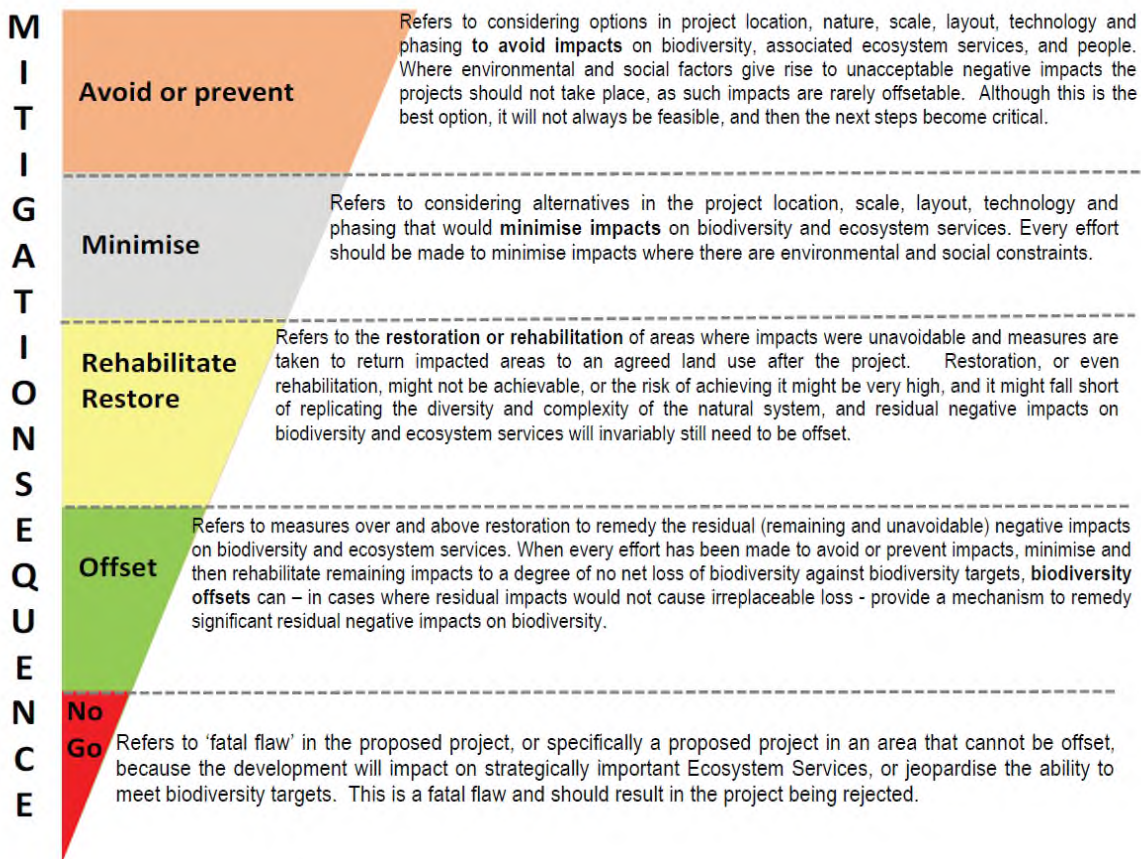 MITIGATION SEQUENCE
Avoid or prevent
Refers to considering options in project location, nature, scale, layout, technology and
phasing to avoid impacts on biodiversity, associated ecosystem services, and people.
Where environmental and social factors give rise to unacceptable negative impacts the
projects should not take place, as such impacts are rarely offsetable. Although this is the
best option, it will not always be feasible, and then the next steps become critical.
Minimise
Refers to considering alternatives in the project location, scale, layout, technology and
phasing that would minimise impacts on biodiversity and ecosystem services. Every effort
should be made to minimise impacts where there are environmental and social constraints.
Rehabilitate
Restore
Refers to the restoration or rehabilitation of areas where impacts were unavoidable and measures are
taken to return impacted areas to an agreed land use after the project. Restoration, or even
rehabilitation, might not be achievable, or the risk of achieving it might be very high, and it might fall short
of replicating the diversity and complexity of the natural system, and residual negative impacts on
biodiversity and ecosystem services will invariably still need to be offset.
Offset
Refers to measures over and above restoration to remedy the residual (remaining and unavoidable) negative impacts
on biodiversity and ecosystem services. When every effort has been made to avoid or prevent impacts, minimise and
then rehabilitate remaining impacts to a degree of no net loss of biodiversity against biodiversity targets, biodiversity
offsets can – in cases where residual impacts would not cause irreplaceable loss - provide a mechanism to remedy
significant residual negative impacts on biodiversity.
No
Go
Refers to ‘fatal flaw’ in the proposed project, or specifically a proposed project in an area that cannot be offset,
because the development will impact on strategically important Ecosystem Services, or jeopardise the ability to
meet biodiversity targets. This is a fatal flaw and should result in the project being rejected.